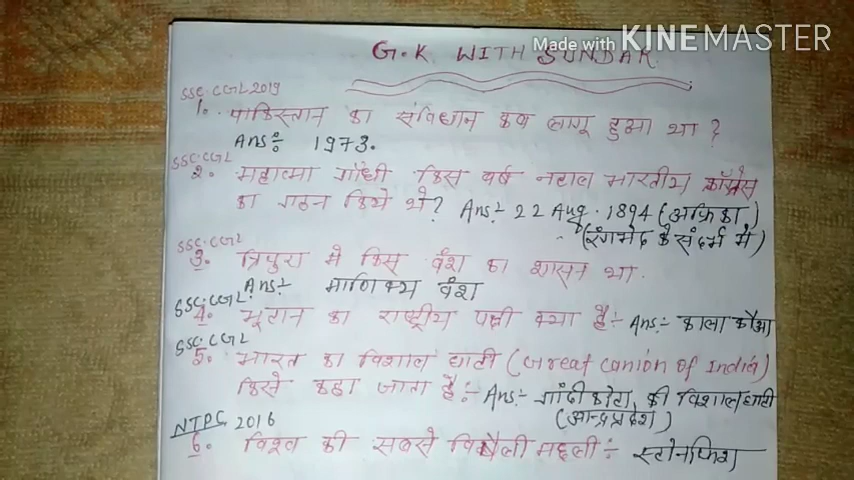 G.K WITH SUNDAR
Made with KINEMASTER
SSC-CGL 2019
1. पाकिस्तान का संविधान कब लागू हुआ था ?
Ans: 1973.
SSC-CGL
2. महात्मा गाँधी किस वर्ष नटाल भारतीय काँग्रेस
का गठन किये थे? Ans:- 22 Aug. 1894 (अफ्रिका)
(रंगभेद के संदर्भ में)
SSC-CGL
3. त्रिपुरा मे किस वंश का शासन था.
Ans:- माणिक्य वंश
SSC-CGL
4. भूटान का राष्ट्रीय पक्षी क्या है:- Ans:- काला कौआ
SSC-CGL
5. भारत का विशाल घाटी (Great canion of India)
किसे कहा जाता है:- Ans:- गांडीकोटा की विशाल घाटी
(आन्ध्रप्रदेश)
NTPC 2016
6. विश्व की सबसे विषैली मछली:- स्टोनफिश